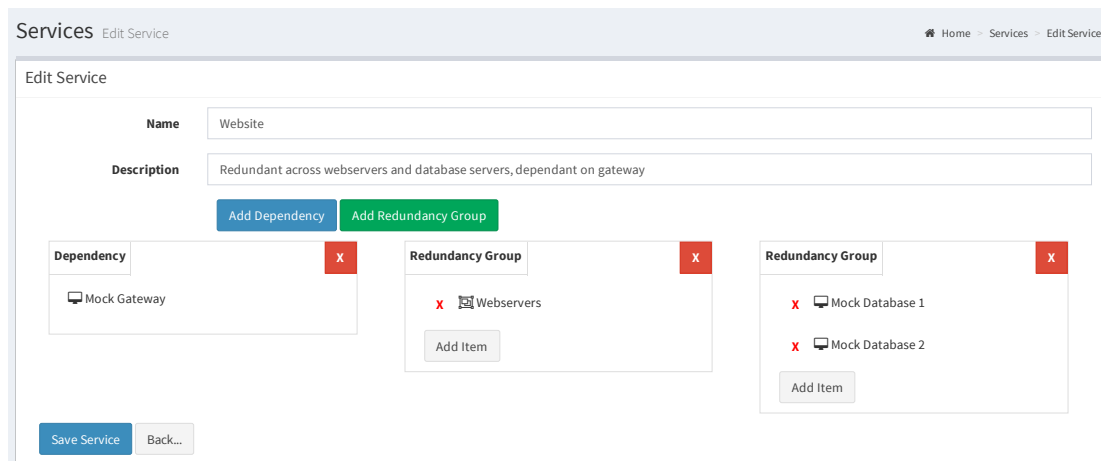 Services Edit Service
Home > Services > Edit Service
Edit Service
Name
Website
Description
Redundant across webservers and database servers, dependant on gateway
Add Dependency
Add Redundancy Group
Dependency
X
Mock Gateway
Redundancy Group
X
X Webservers
Add Item
Redundancy Group
X
X Mock Database 1
X Mock Database 2
Add Item
Save Service
Back...